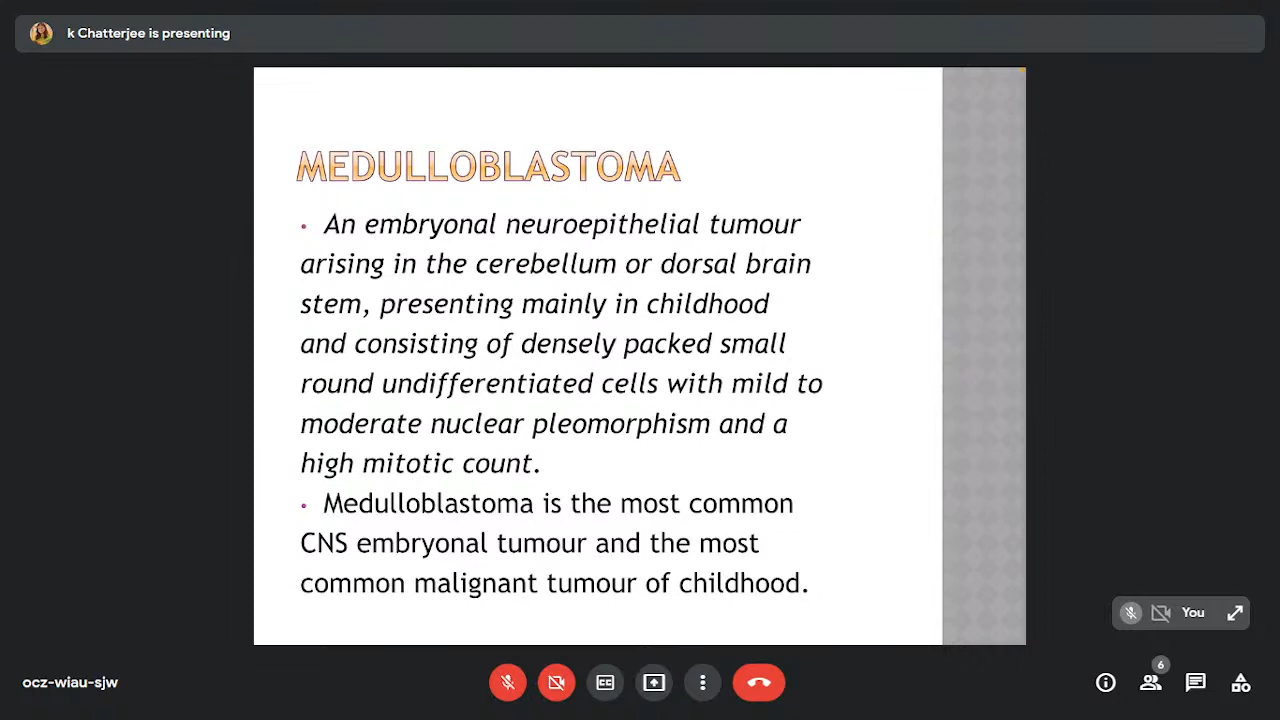 k Chatterjee is presenting
MEDULLOBLASTOMA
• An embryonal neuroepithelial tumour
arising in the cerebellum or dorsal brain
stem, presenting mainly in childhood
and consisting of densely packed small
round undifferentiated cells with mild to
moderate nuclear pleomorphism and a
high mitotic count.
• Medulloblastoma is the most common
CNS embryonal tumour and the most
common malignant tumour of childhood.
You
ocz-wiau-sjw
CC
6